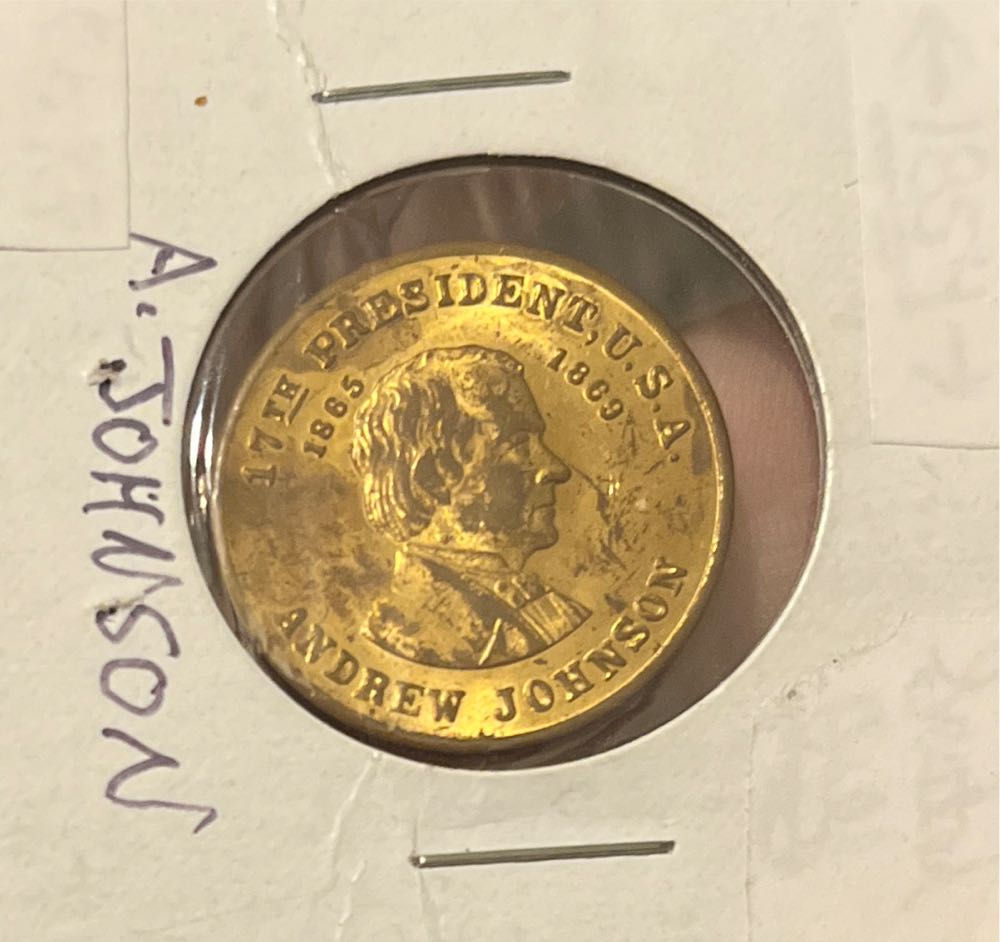 17TH PRESIDENT, U.S.A.
1865 1869
ANDREW JOHNSON
A. JOHNSON